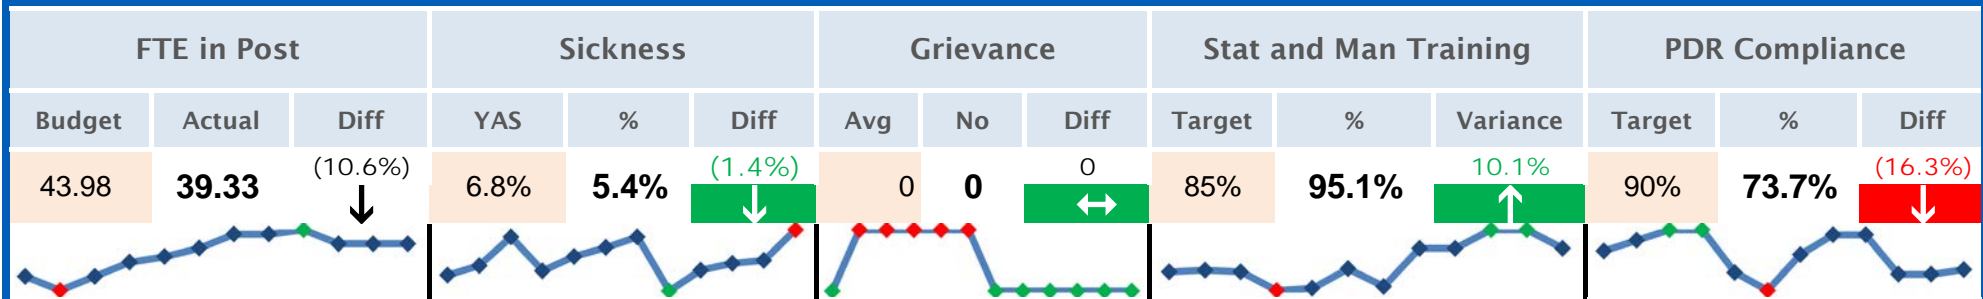 FTE in Post Sickness Grievance Stat and Man Training PDR Compliance
Budget Actual Diff YAS % Diff Avg No Diff Target % Variance Target % Diff
(10.6%) (1.4%) 0 10.1% (16.3%)
43.98 39.33 6.8% 5.4% 0 0 85% 95.1% 90% 73.7%